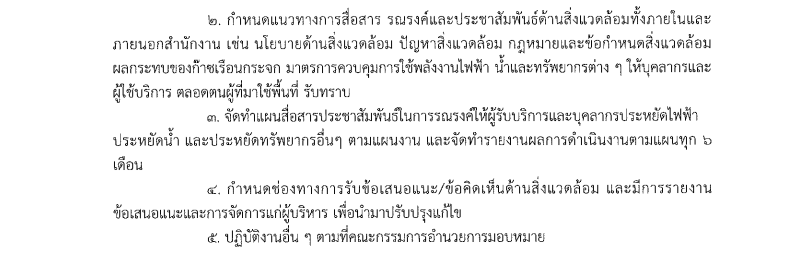 ๒. กำหนดแนวทางการสื่อสาร รณรงค์และประชาสัมพันธ์ด้านสิ่งแวดล้อมทั้งภายในและ
ภายนอกสำนักงาน เช่น นโยบายด้านสิ่งแวดล้อม ปัญหาสิ่งแวดล้อม กฎหมายและข้อกำหนดสิ่งแวดล้อม
ผลกระทบของก๊าซเรือนกระจก มาตรการควบคุมการใช้พลังงานไฟฟ้า น้ำและทรัพยากรต่าง ๆ ให้บุคลากรและ
ผู้ใช้บริการ ตลอดตนผู้ที่มาใช้พื้นที่ รับทราบ
๓. จัดทำแผนสื่อสารประชาสัมพันธ์ในการรณรงค์ให้ผู้รับบริการและบุคลากรประหยัดไฟฟ้า
ประหยัดน้ำ และประหยัดทรัพยากรอื่นๆ ตามแผนงาน และจัดทำรายงานผลการดำเนินงานตามแผนทุก ๖
เดือน
๔. กำหนดช่องทางการรับข้อเสนอแนะ/ข้อคิดเห็นด้านสิ่งแวดล้อม และมีการรายงาน
ข้อเสนอแนะและการจัดการแก่ผู้บริหาร เพื่อนำมาปรับปรุงแก้ไข
๕. ปฏิบัติงานอื่น ๆ ตามที่คณะกรรมการอำนวยการมอบหมาย